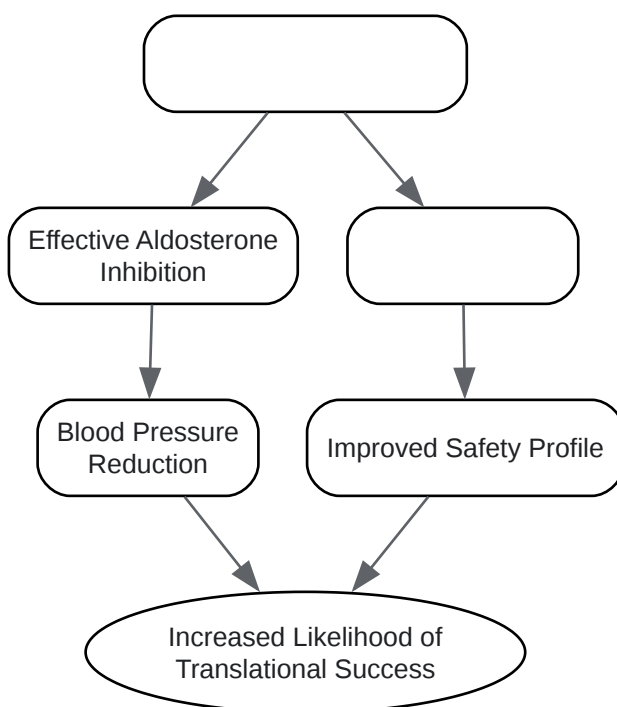 Effective Aldosterone
Inhibition
Blood Pressure
Reduction
Improved Safety Profile
Increased Likelihood of
Translational Success